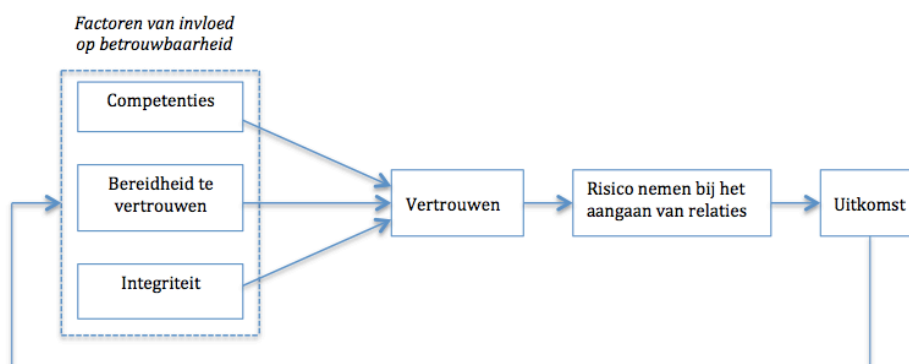 Factoren van invloed
op betrouwbaarheid
Competenties
Bereidheid te
vertrouwen
Integriteit
Vertrouwen
Risico nemen bij het
aangaan van relaties
Uitkomst